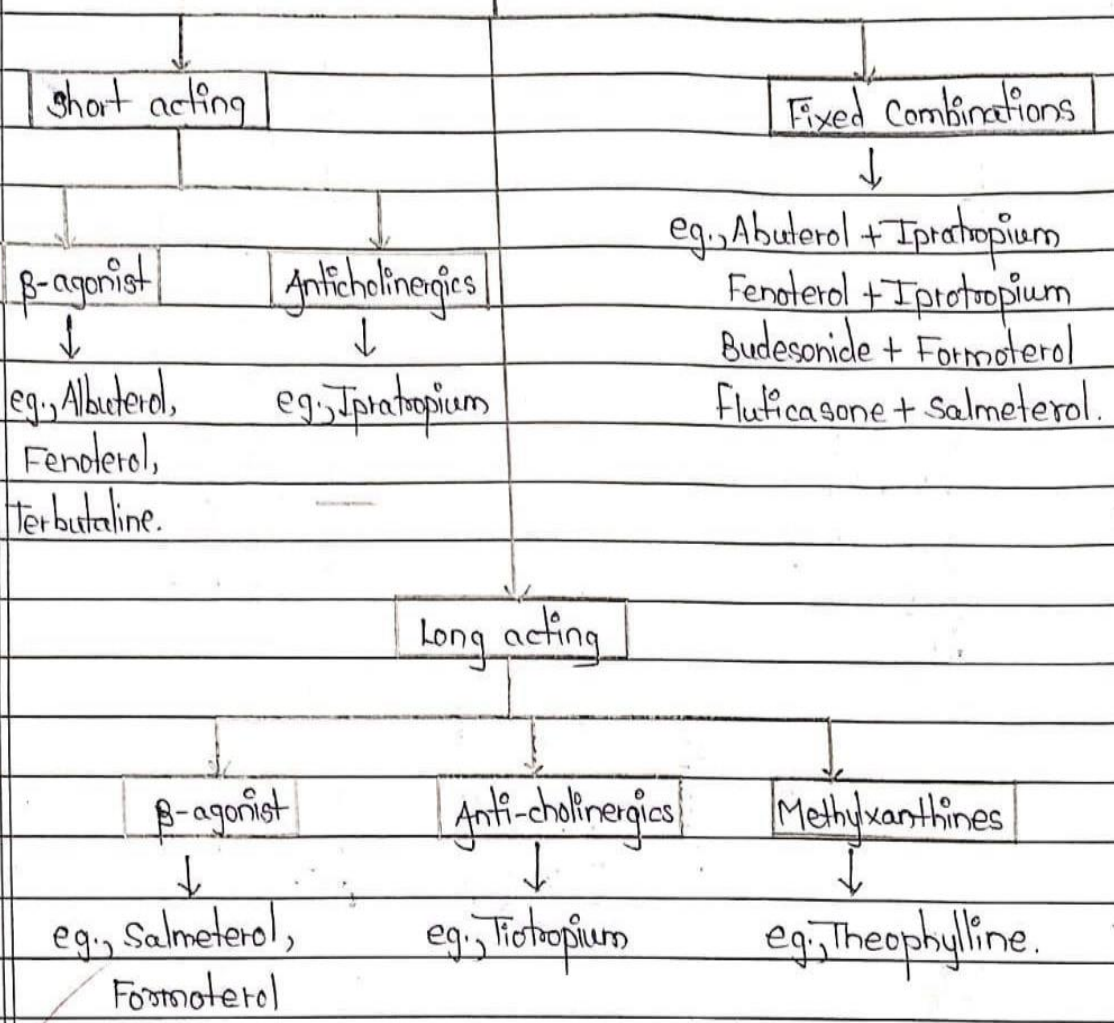 Short acting
Fixed Combinations
β-agonist
Anticholinergics
eg., Albuterol,
Fenoterol,
Terbutaline.
eg., Ipratropium
eg., Abuterol + Ipratropium
Fenoterol + Iprotropium
Budesonide + Formoterol
Fluticasone + Salmeterol.
Long acting
β-agonist
Anti-cholinergics
Methylxanthines
eg., Salmeterol,
Formoterol
eg., Tiotropium
eg., Theophylline.